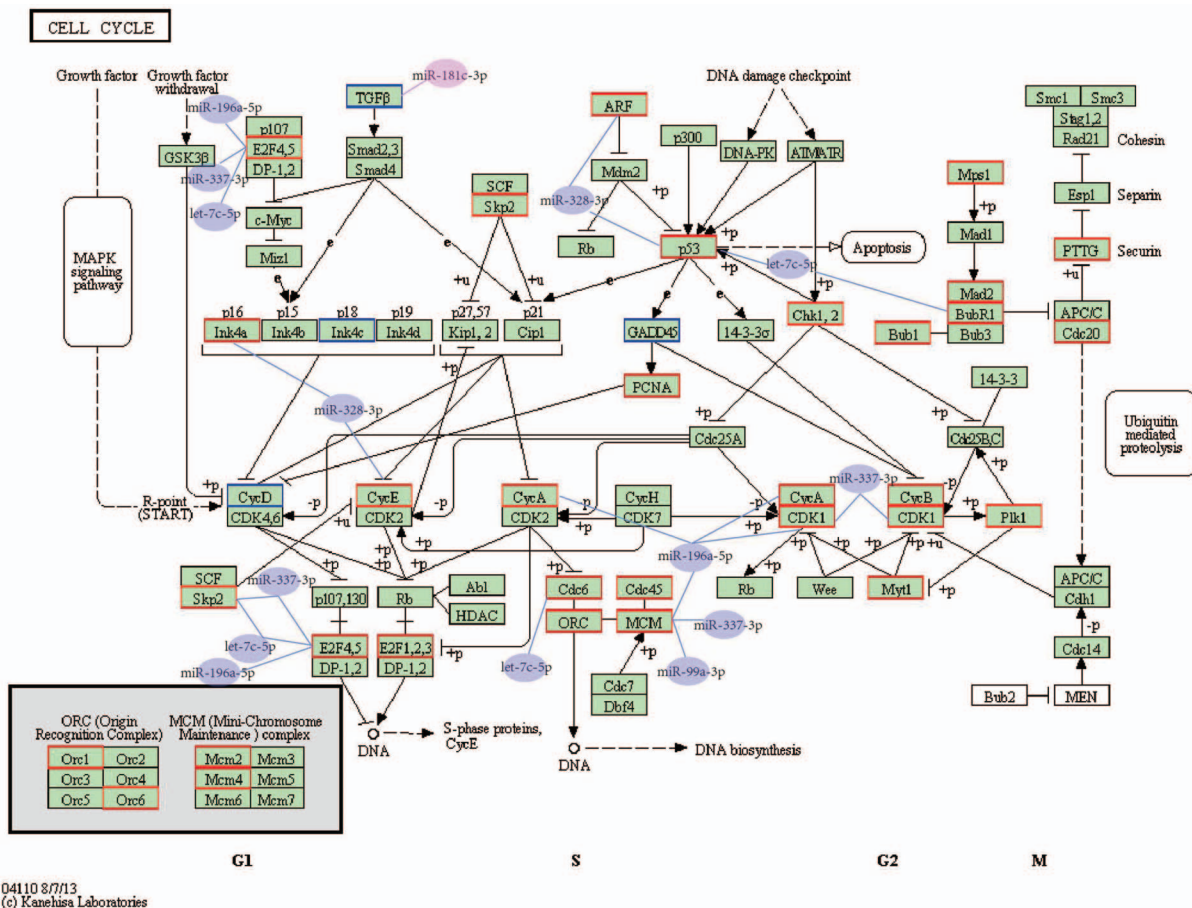 CELL CYCLE
Growth factor
Growth factor
withdrawal
miR-181c-3p
DNA damage checkpoint
miR-196a-5p
TGFβ
ARF
Smc1
Smc3
p107
Stag1,2
p300
Rad21
Cohesin
GSK3β
E2F4,5
Smad2,3
DNA-PK
ATM/ATR
DP-1,2
Smad4
Mdm2
+p
Mps1
miR-337-3p
SCF
miR-328-3p
Esp1
Separin
Skp2
+p
let-7c-5p
c-Myc
Mad1
Rb
p53
+p
Apoptosis
PTTG
Securin
MAPK
signaling
pathway
Miz1
e
e
+u
+u
+p
let-7c-5p
+p
+u
e
e
e
Mad2
p16
p15
p18
p19
p27,57
p21
Chk1, 2
BubR1
APC/C
Ink4a
Ink4b
Ink4c
Ink4d
Kip1, 2
Cip1
GADD45
14-3-3σ
Bub1
Bub3
Cdc20
+p
PCNA
14-3-3
miR-328-3p
+p
+p
Cdc25A
Cdc25B,C
Ubiquitin
mediated
proteolysis
+p
+p
miR-337-3p
R-point
(START)
CycD
-p
CycE
-p
CycA
CycH
-p
CycA
CycB
-p
+p
CDK4,6
+u
CDK2
CDK2
+p
CDK7
CDK1
CDK1
+p
Plk1
+p
+p
+p
+p
miR-196a-5p
+p
+p
+p
+u
SCF
miR-337-3p
+p
Skp2
p107,130
Rb
Abl
Cdc6
Cdc45
Rb
Wee
Myt1
+p
APC/C
Cdh1
HDAC
ORC
MCM
miR-337-3p
-p
let-7c-5p
E2F4,5
E2F1,2,3
+p
+p
Cdc14
miR-196a-5p
DP-1,2
DP-1,2
let-7c-5p
miR-99a-3p
Cdc7
Dbf4
Bub2
MEN
ORC (Origin
Recognition Complex)
MCM (Mini-Chromosome
Maintenance ) complex
S-phase proteins,
CycE
DNA
DNA
DNA biosynthesis
Orc1
Orc2
Mcm2
Mcm3
Orc3
Orc4
Mcm4
Mcm5
Orc5
Orc6
Mcm6
Mcm7
G1
S
G2
M
04110 8/7/13
(c) Kanehisa Laboratories